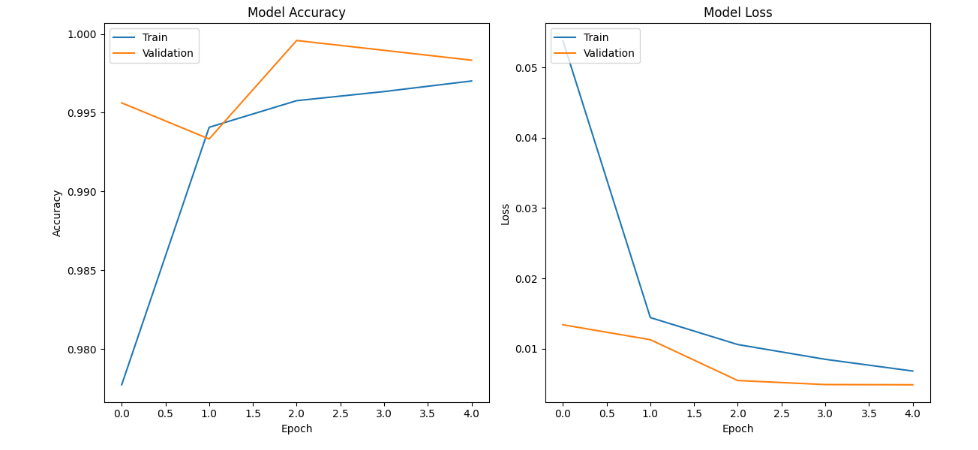 Model Accuracy
Train
Validation
1.000
0.995
0.990
0.985
0.980
Accuracy
0.0 0.5 1.0 1.5 2.0 2.5 3.0 3.5 4.0
Epoch
Model Loss
Train
Validation
0.05
0.04
0.03
0.02
0.01
Loss
0.0 0.5 1.0 1.5 2.0 2.5 3.0 3.5 4.0
Epoch